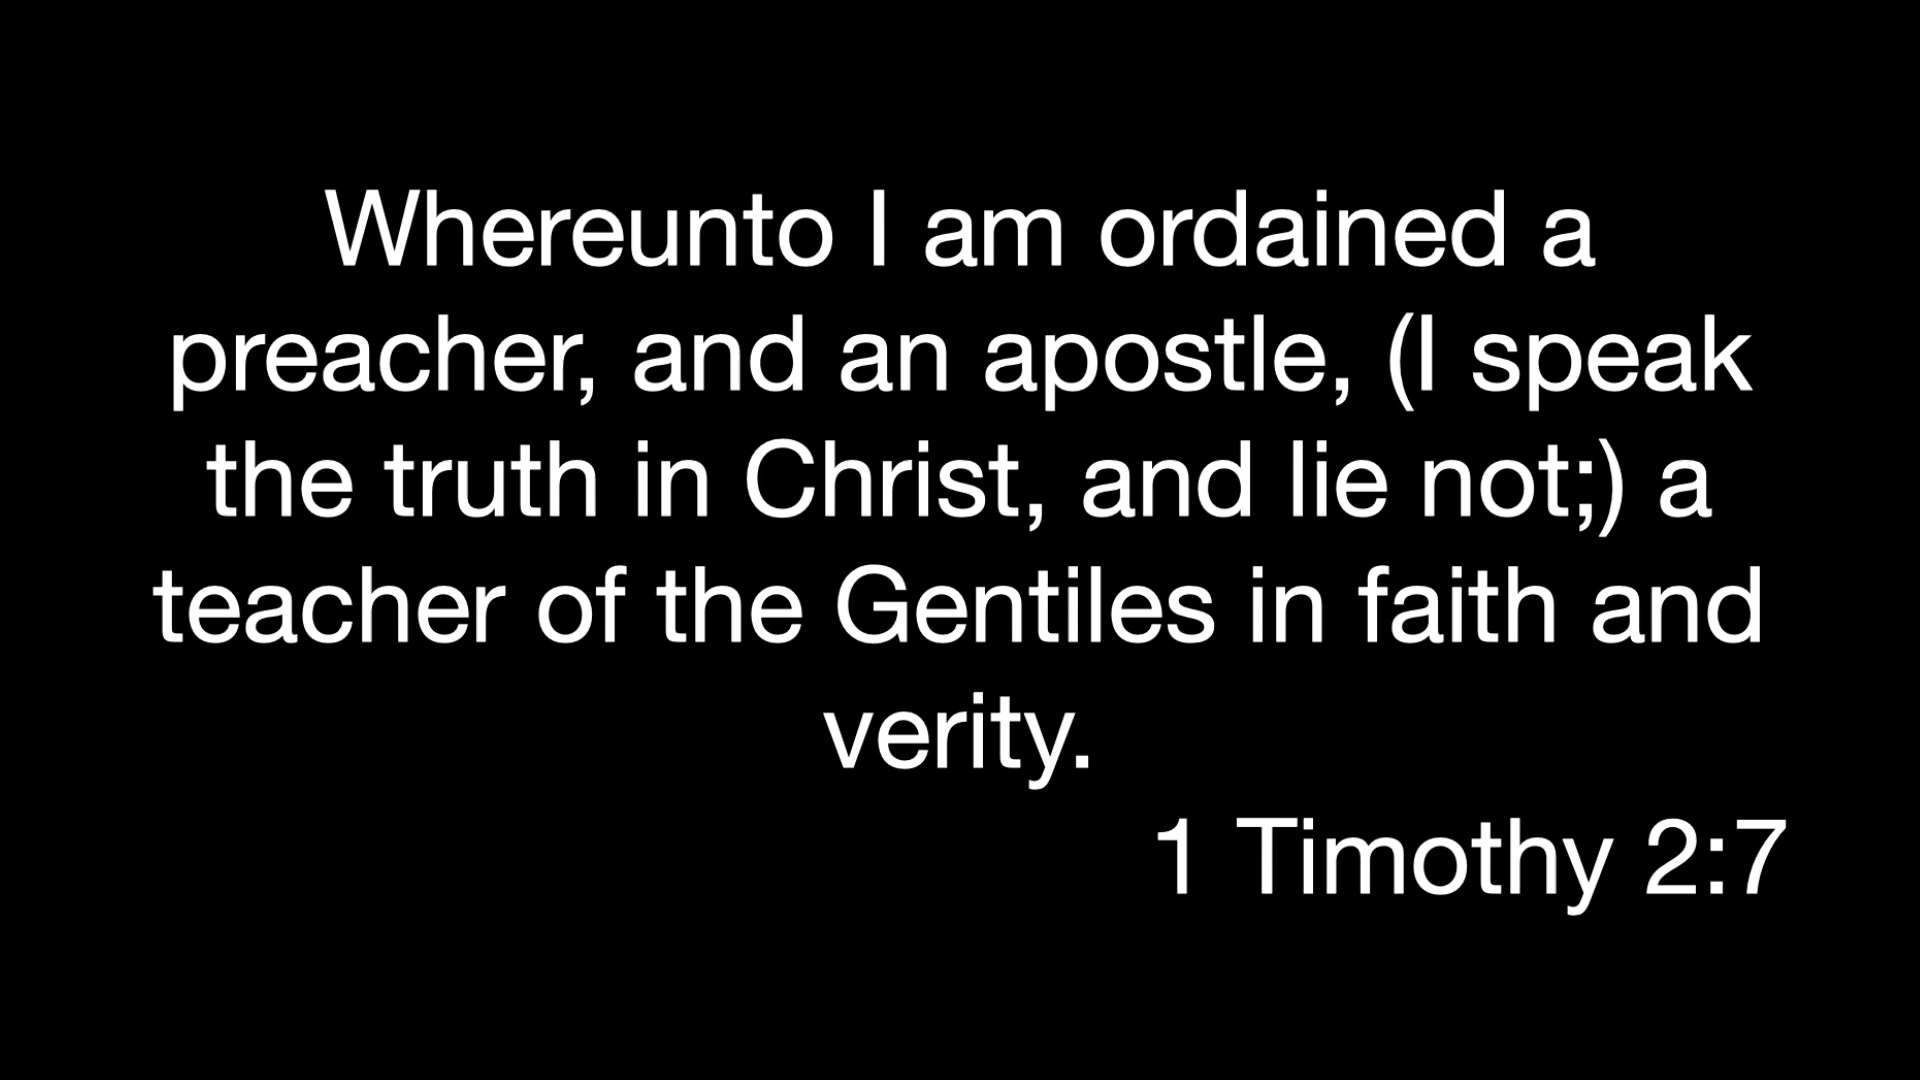 Whereunto I am ordained a
preacher, and an apostle, (I speak
the truth in Christ, and lie not;) a
teacher of the Gentiles in faith and
verity.
1 Timothy 2:7